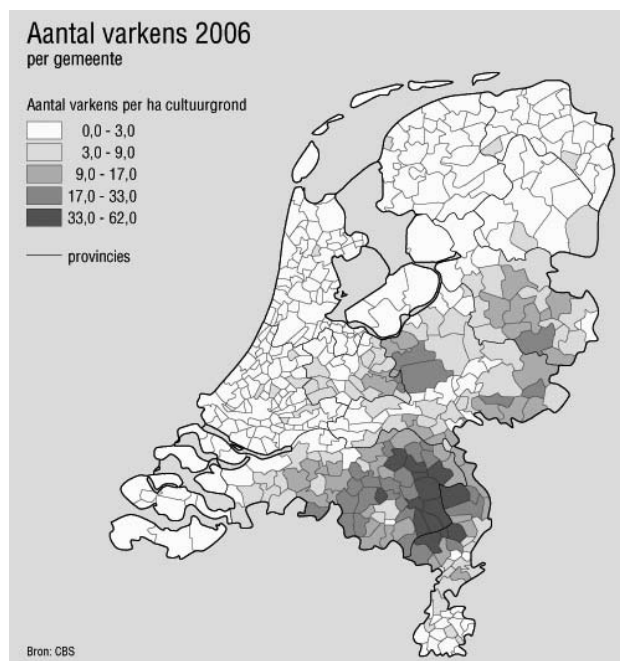 Aantal varkens 2006
per gemeente
Aantal varkens per ha cultuurgrond
0,0 - 3,0
3,0 - 9,0
9,0 - 17,0
17,0 - 33,0
33,0 - 62,0
provincies
Bron: CBS